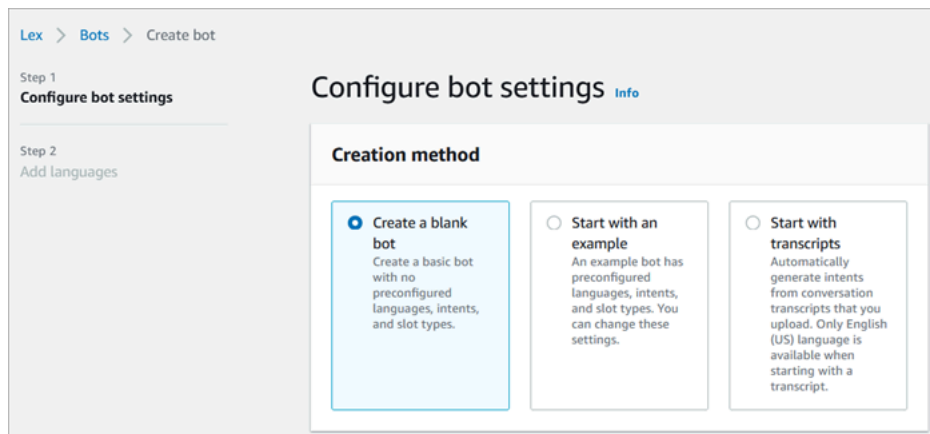 Lex > Bots > Create bot
Step 1
Configure bot settings
Step 2
Add languages
Configure bot settings Info
Creation method
Create a blank
bot
Create a basic bot
with no
preconfigured
languages, intents,
and slot types.
Start with an
example
An example bot has
preconfigured
languages, intents,
and slot types. You
can change these
settings.
Start with
transcripts
Automatically
generate intents
from conversation
transcripts that you
upload. Only English
(US) language is
available when
starting with a
transcript.